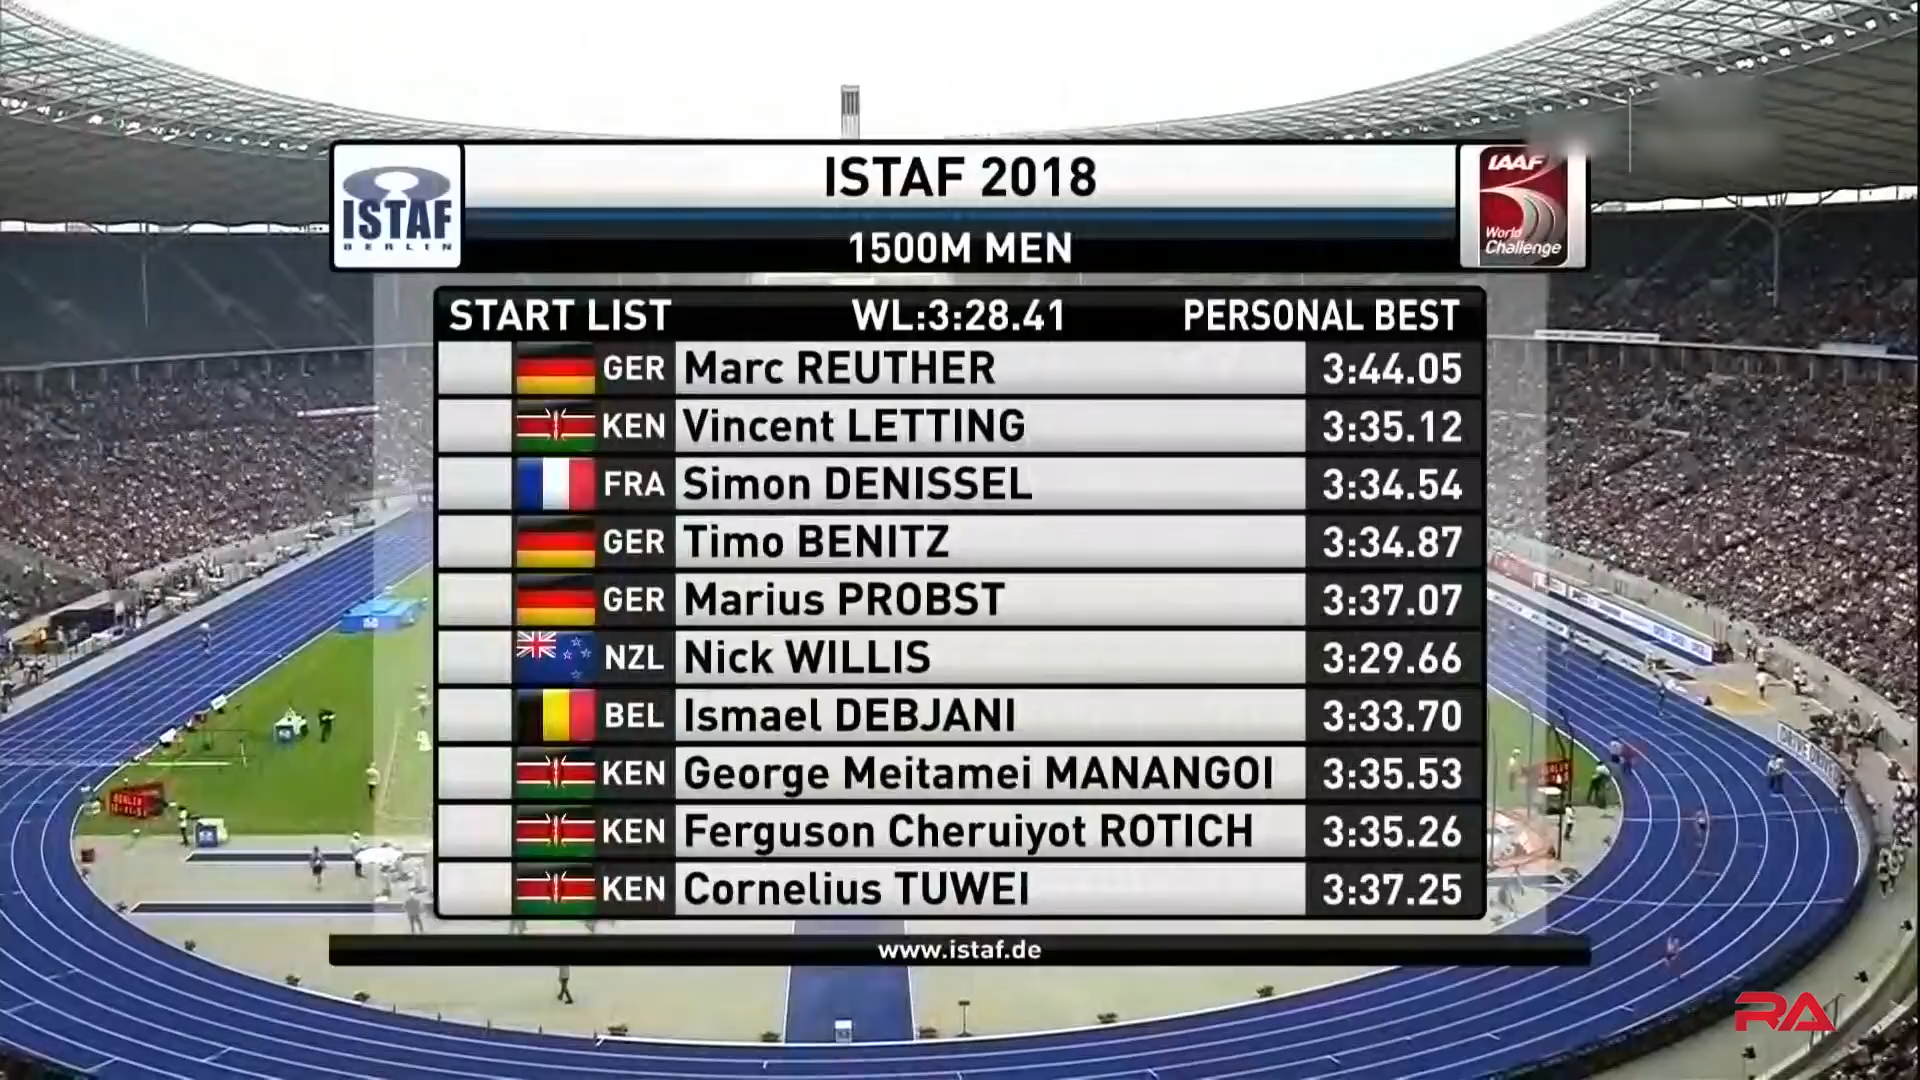 ISTAF 2018
ISTAF
BERLIN
IAAF
World
Challenge
1500M MEN
START LIST WL:3:28.41 PERSONAL BEST
GER Marc REUTHER 3:44.05
KEN Vincent LETTING 3:35.12
FRA Simon DENISSEL 3:34.54
GER Timo BENITZ 3:34.87
GER Marius PROBST 3:37.07
NZL Nick WILLIS 3:29.66
BEL Ismael DEBJANI 3:33.70
KEN George Meitamei MANANGOI 3:35.53
KEN Ferguson Cheruiyot ROTICH 3:35.26
KEN Cornelius TUWEI 3:37.25
www.istaf.de
RA